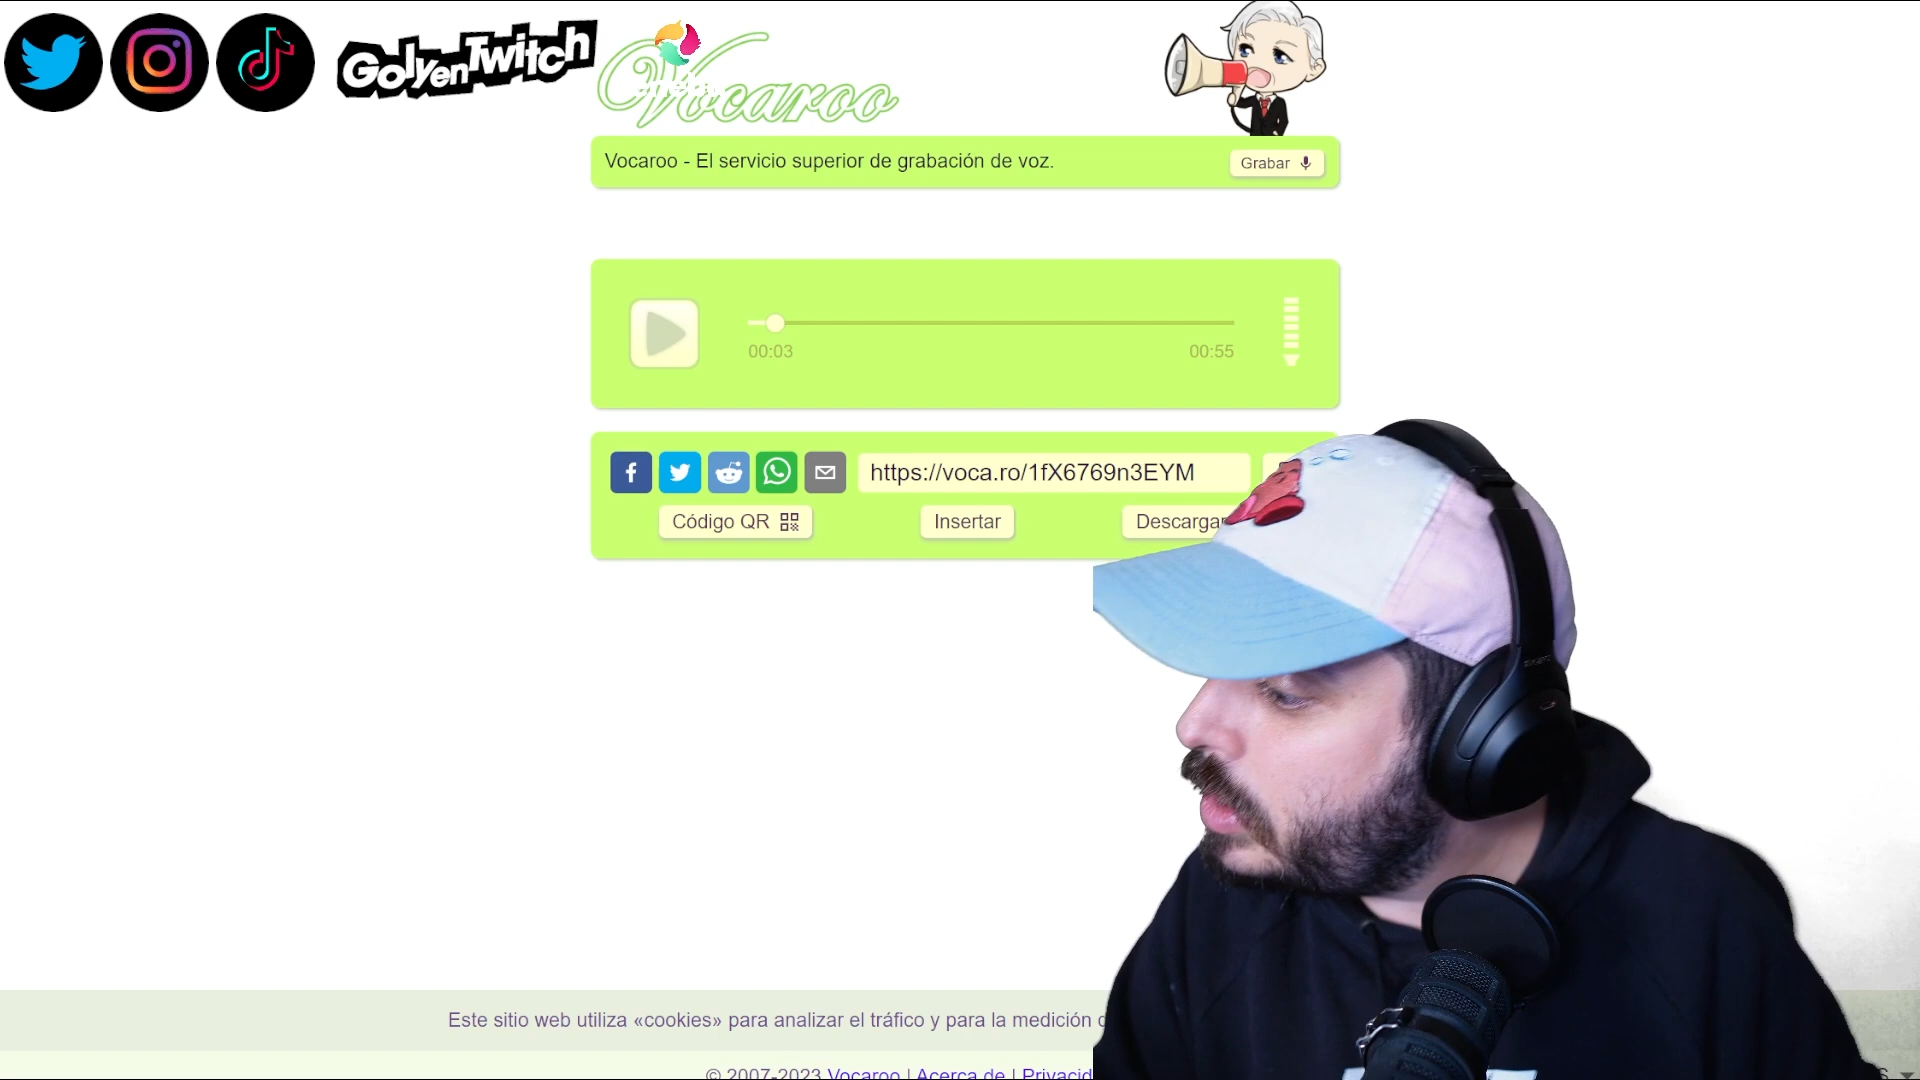 GolyenTwitch
Vocaroo
Vocaroo - El servicio superior de grabación de voz.
Grabar
00:03
00:55
https://voca.ro/1fX6769n3EYM
Código QR
Insertar
Descargar
Este sitio web utiliza «cookies» para analizar el tráfico y para la medición
© 2007-2023 Vocaroo | Acerca de | Privacid